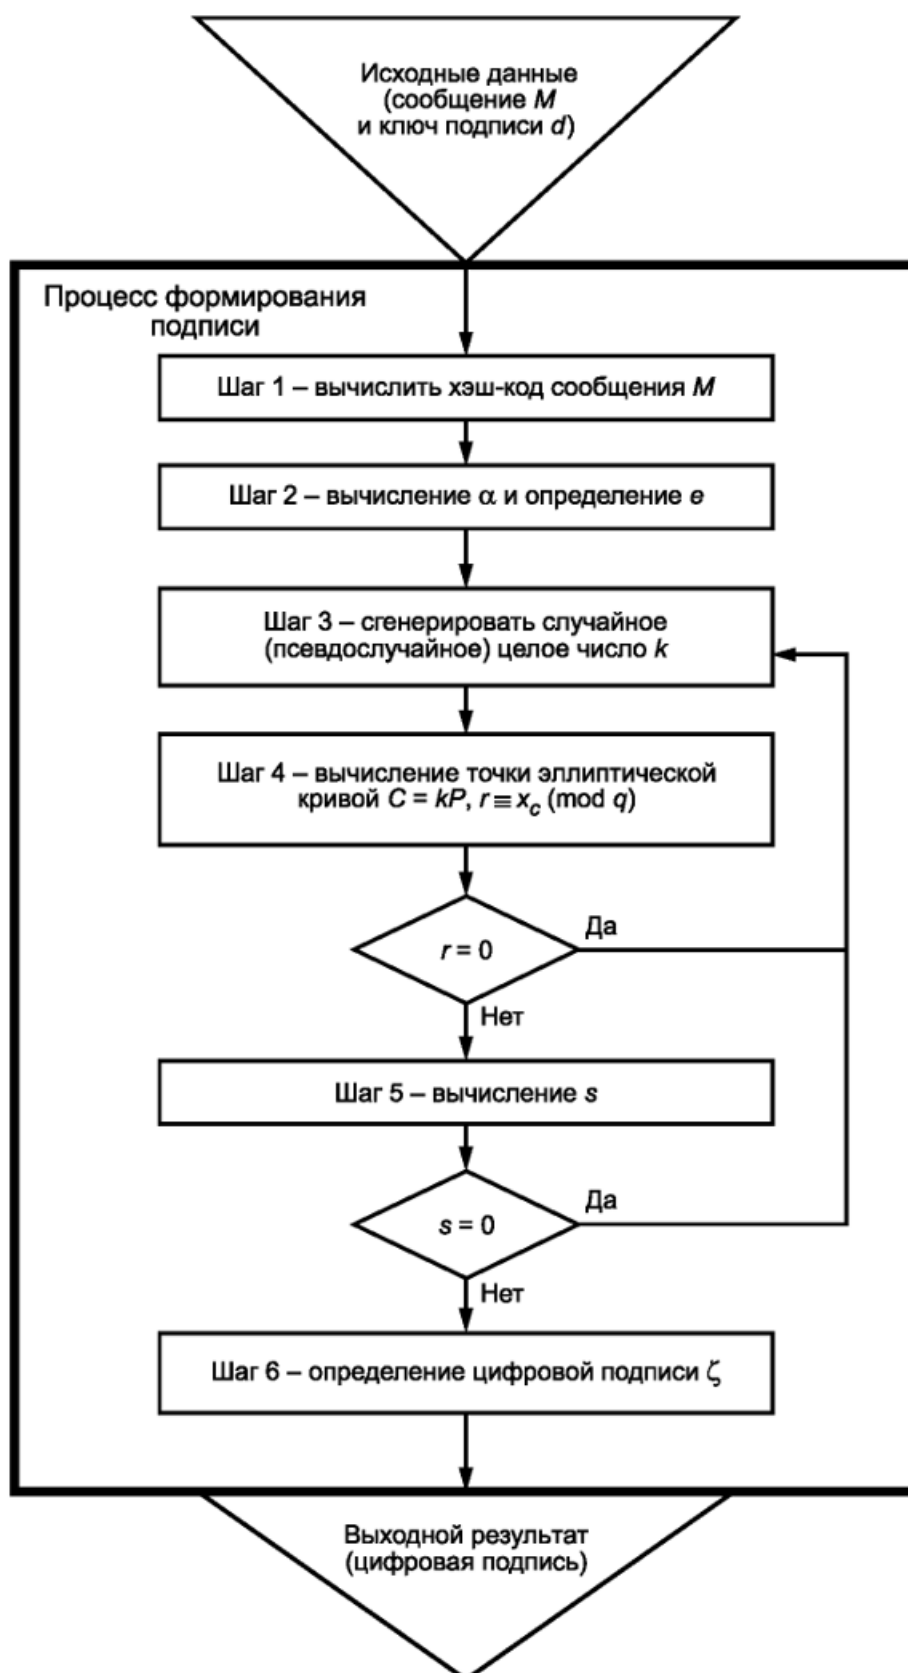 Исходные данные
(сообщение M
и ключ подписи d)
Процесс формирования
подписи
Шаг 1 – вычислить хэш-код сообщения M
Шаг 2 – вычисление α и определение e
Шаг 3 – сгенерировать случайное
(псевдослучайное) целое число k
Шаг 4 – вычисление точки эллиптической
кривой C = kP, r ≡ x_c (mod q)
r = 0
Да
Нет
Шаг 5 – вычисление s
s = 0
Да
Нет
Шаг 6 – определение цифровой подписи ζ
Выходной результат
(цифровая подпись)